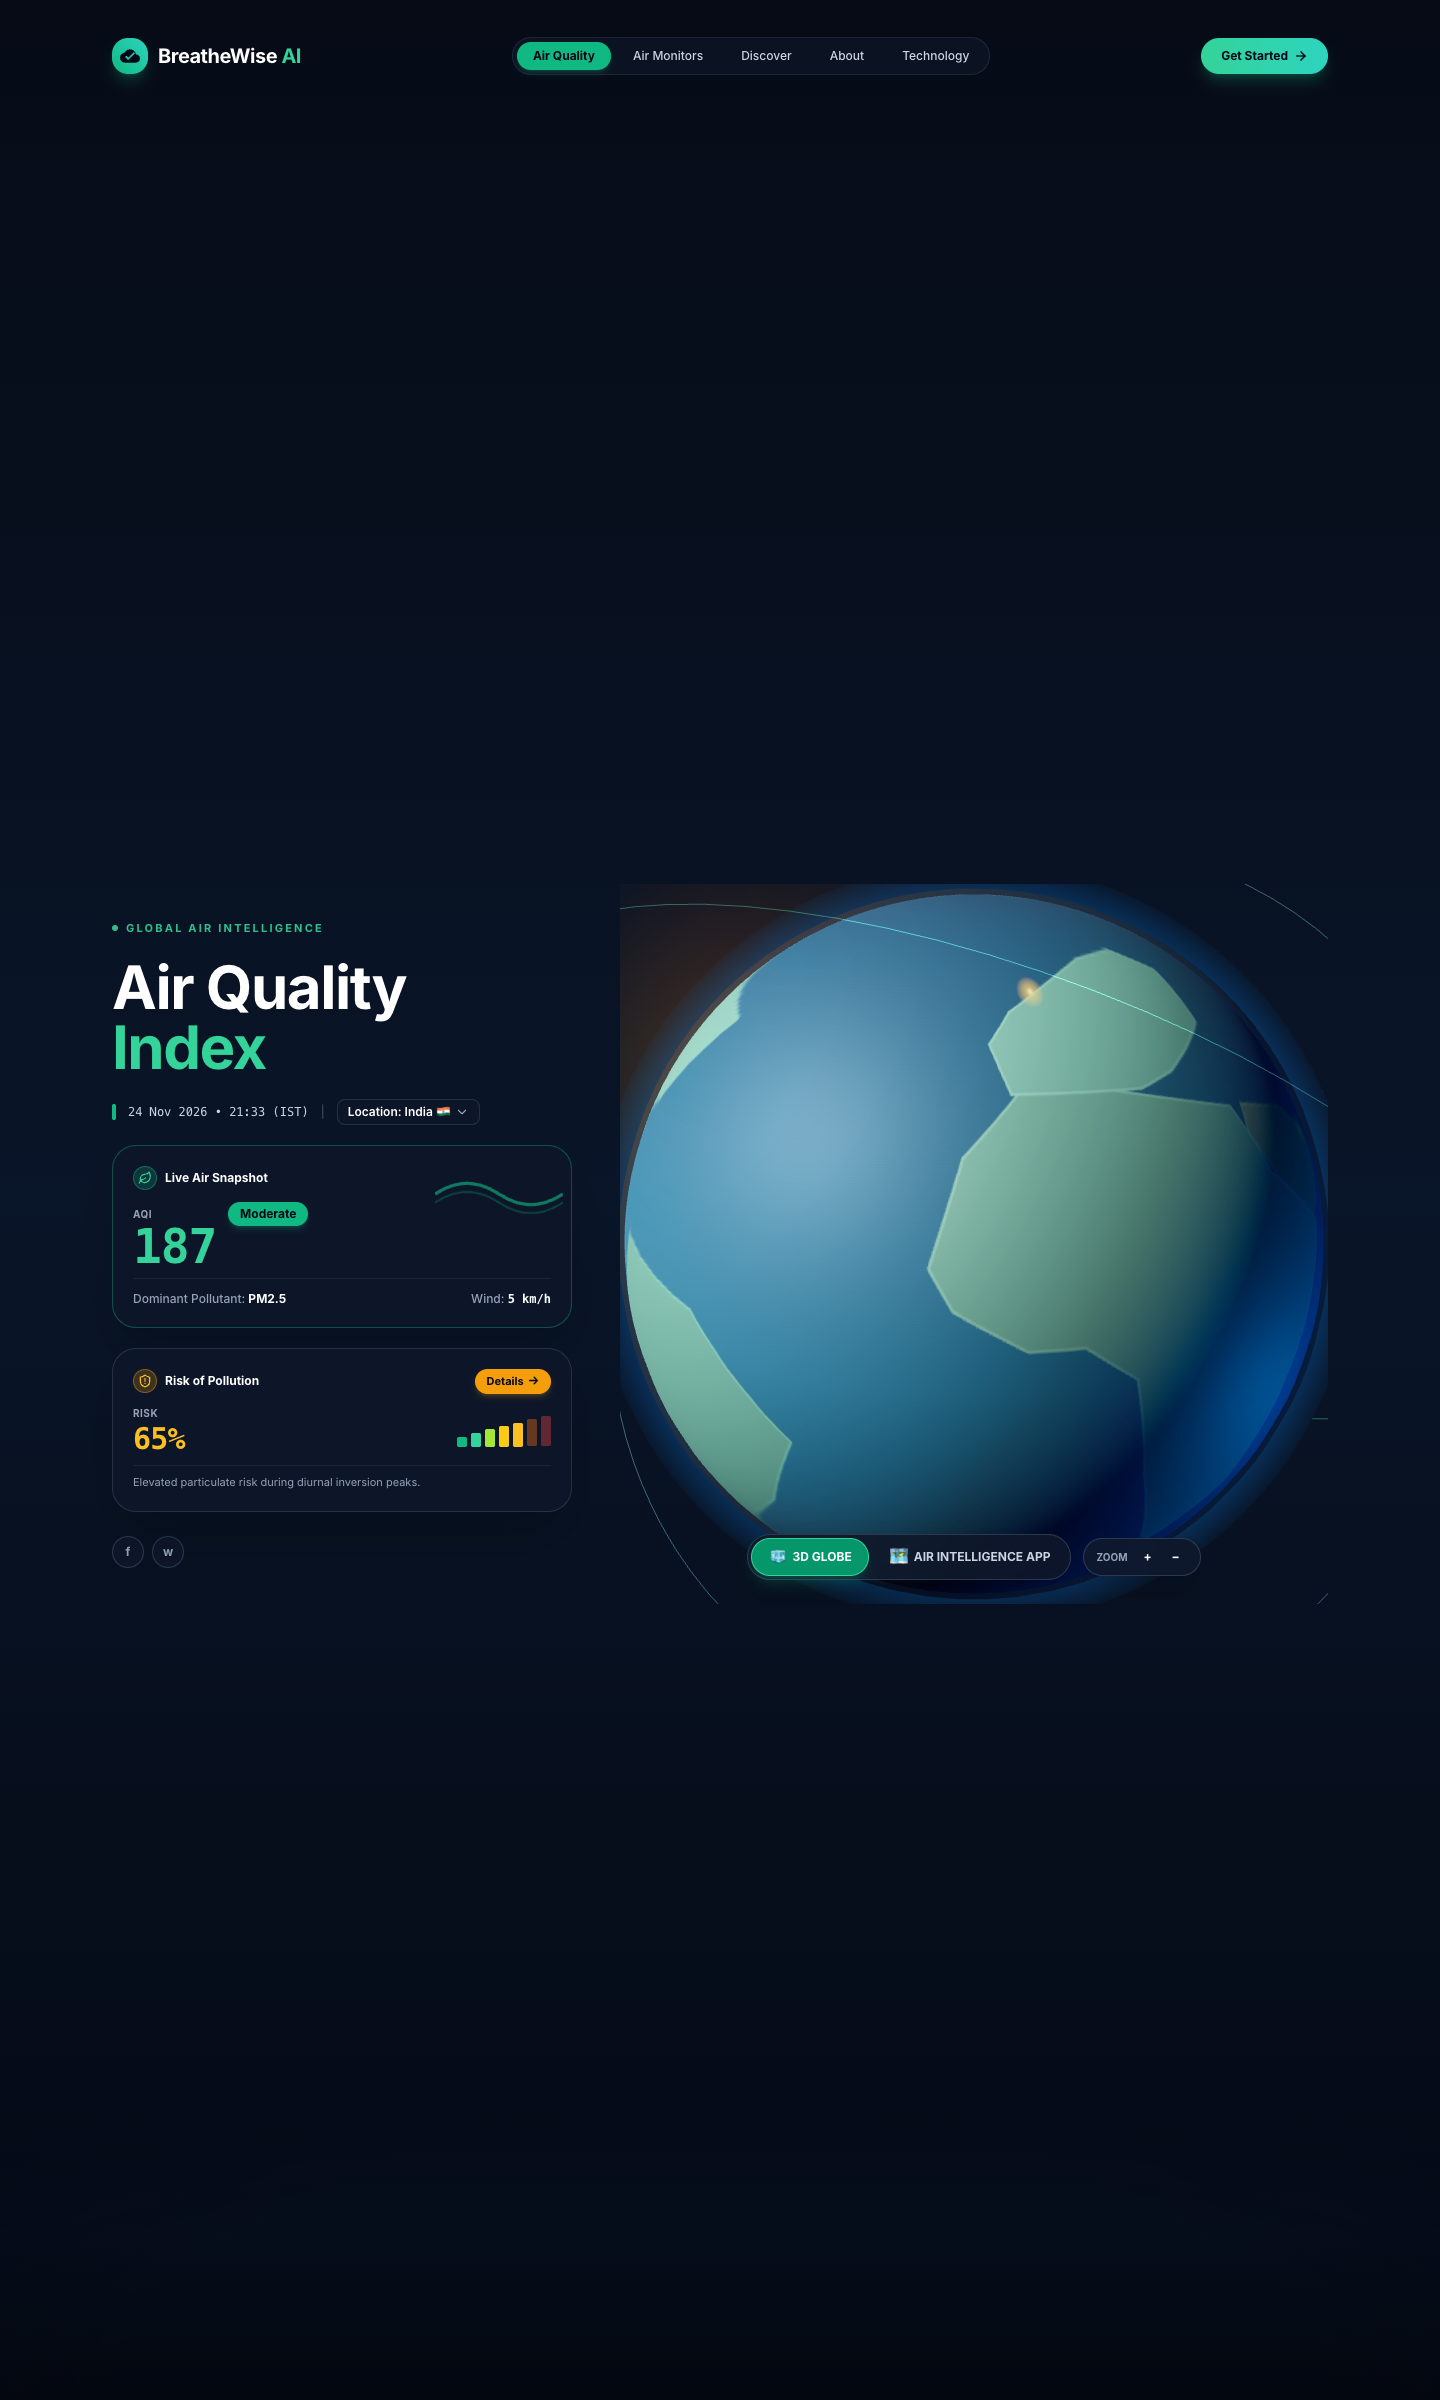 BreatheWise AI
Air Quality
Air Monitors
Discover
About
Technology
Get Started →
GLOBAL AIR INTELLIGENCE
Air Quality
Index
24 Nov 2026 • 21:33 (IST)
Location: India 🇮🇳
Live Air Snapshot
AQI
Moderate
187
Dominant Pollutant: PM2.5
Wind: 5 km/h
Risk of Pollution
Details →
RISK
65%
Elevated particulate risk during diurnal inversion peaks.
f
w
3D GLOBE
AIR INTELLIGENCE APP
ZOOM
+
−